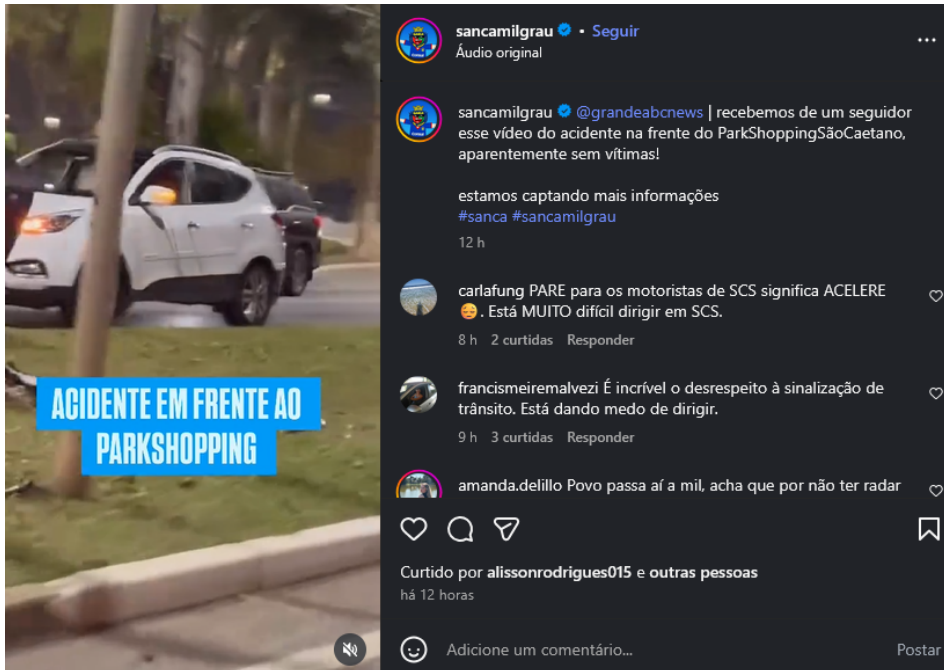 sancamilgrau • Seguir
Áudio original
sancamilgrau @grandeabcnews | recebemos de um seguidor
esse vídeo do acidente na frente do ParkShoppingSãoCaetano,
aparentemente sem vítimas!
estamos captando mais informações
#sanca #sancamilgrau
12 h
carlafung PARE para os motoristas de SCS significa ACELERE
😔. Está MUITO difícil dirigir em SCS.
8 h 2 curtidas Responder
francismeiremalvezi É incrível o desrespeito à sinalização de
trânsito. Está dando medo de dirigir.
9 h 3 curtidas Responder
amanda.delillo Povo passa aí a mil, acha que por não ter radar
Curtido por alissonrodrigues015 e outras pessoas
há 12 horas
Adicione um comentário...
Postar
ACIDENTE EM FRENTE AO
PARKSHOPPING